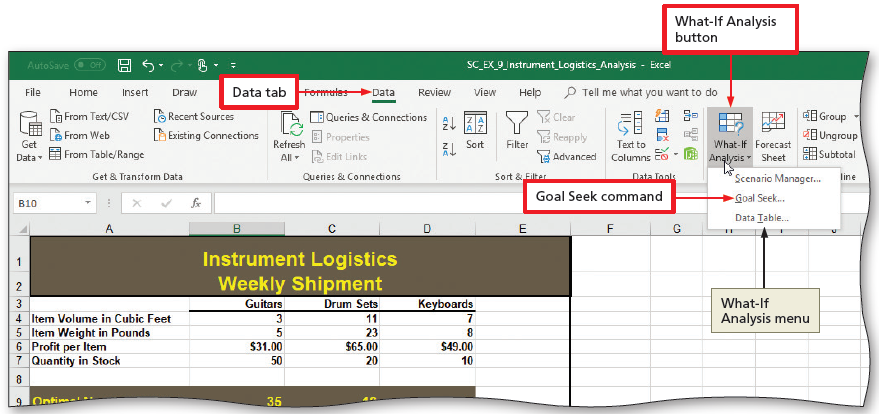 What-If Analysis
button
AutoSave Off
SC_EX_9_Instrument_Logistics_Analysis - Excel
File Home Insert Draw Data tab Formulas Data Review View Help Tell me what you want to do
From Text/CSV Recent Sources Queries & Connections Clear Group
From Web Existing Connections Properties Reapply Ungroup
From Table/Range Edit Links Advanced Subtotal
Get
Data
Refresh
All
Sort
Filter
Text to
Columns
What-If
Analysis
Forecast
Sheet
Get & Transform Data Queries & Connections Sort & Filter Data Tools
Scenario Manager...
Goal Seek command
Goal Seek...
Data Table...
B10 fx
A B C D E F G
1 Instrument Logistics
2 Weekly Shipment
3 Guitars Drum Sets Keyboards
4 Item Volume in Cubic Feet 3 11 7
5 Item Weight in Pounds 5 23 8
6 Profit per Item $31.00 $65.00 $49.00
7 Quantity in Stock 50 20 10
8
9 35
What-If
Analysis menu